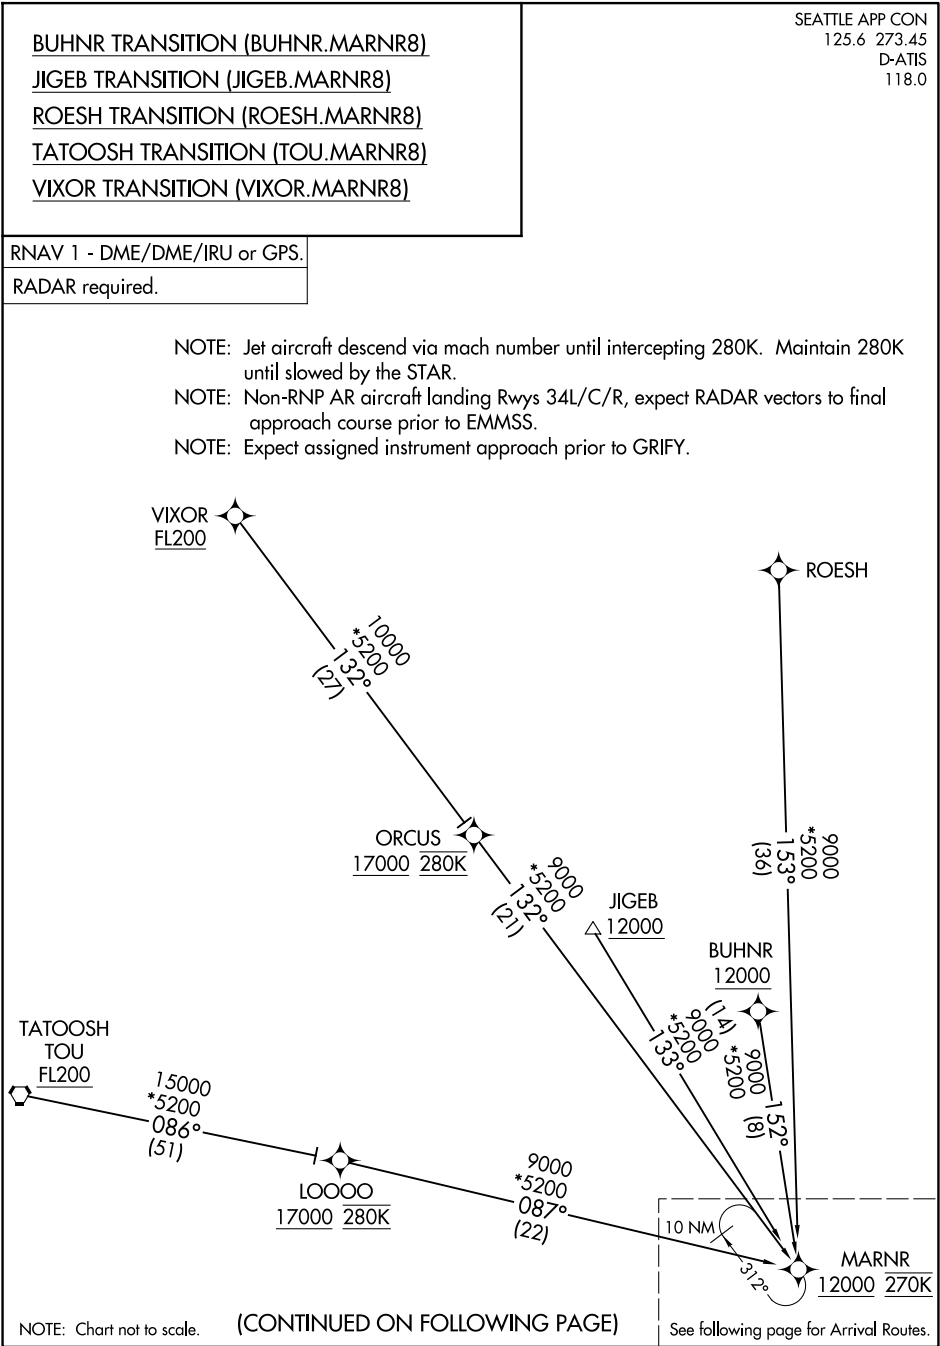 BUHNR TRANSITION (BUHNR.MARNR8)
JIGEB TRANSITION (JIGEB.MARNR8)
ROESH TRANSITION (ROESH.MARNR8)
TATOOSH TRANSITION (TOU.MARNR8)
VIXOR TRANSITION (VIXOR.MARNR8)
SEATTLE APP CON
125.6 273.45
D-ATIS
118.0
RNAV 1 - DME/DME/IRU or GPS.
RADAR required.
NOTE: Jet aircraft descend via mach number until intercepting 280K. Maintain 280K
until slowed by the STAR.
NOTE: Non-RNP AR aircraft landing Rwys 34L/C/R, expect RADAR vectors to final
approach course prior to EMMSS.
NOTE: Expect assigned instrument approach prior to GRIFY.
VIXOR
FL200
ROESH
10000
*5200
132°
(27)
ORCUS
17000 280K
9000
*5200
132°
(21)
9000
*5200
153°
(36)
JIGEB
12000
BUHNR
12000
(14)
9000
*5200
133°
9000
*5200
152°
(8)
TATOOSH
TOU
FL200
15000
*5200
086°
(51)
LOOOO
17000 280K
9000
*5200
087°
(22)
10 NM
312°
MARNR
12000 270K
NOTE: Chart not to scale.
(CONTINUED ON FOLLOWING PAGE)
See following page for Arrival Routes.